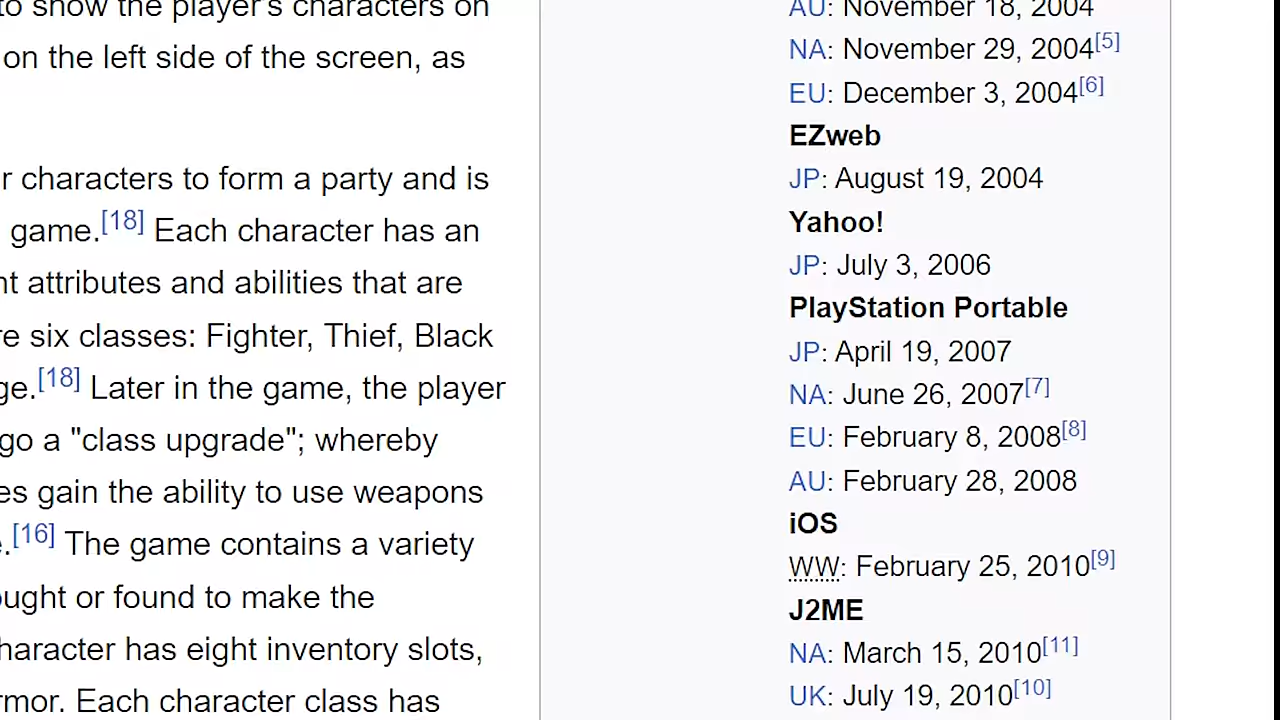 to show the player's characters on
on the left side of the screen, as
r characters to form a party and is
game.[18] Each character has an
nt attributes and abilities that are
re six classes: Fighter, Thief, Black
ge.[18] Later in the game, the player
go a "class upgrade"; whereby
es gain the ability to use weapons
e.[16] The game contains a variety
ought or found to make the
haracter has eight inventory slots,
rmor. Each character class has
AU: November 18, 2004
NA: November 29, 2004[5]
EU: December 3, 2004[6]
EZweb
JP: August 19, 2004
Yahoo!
JP: July 3, 2006
PlayStation Portable
JP: April 19, 2007
NA: June 26, 2007[7]
EU: February 8, 2008[8]
AU: February 28, 2008
iOS
WW: February 25, 2010[9]
J2ME
NA: March 15, 2010[11]
UK: July 19, 2010[10]